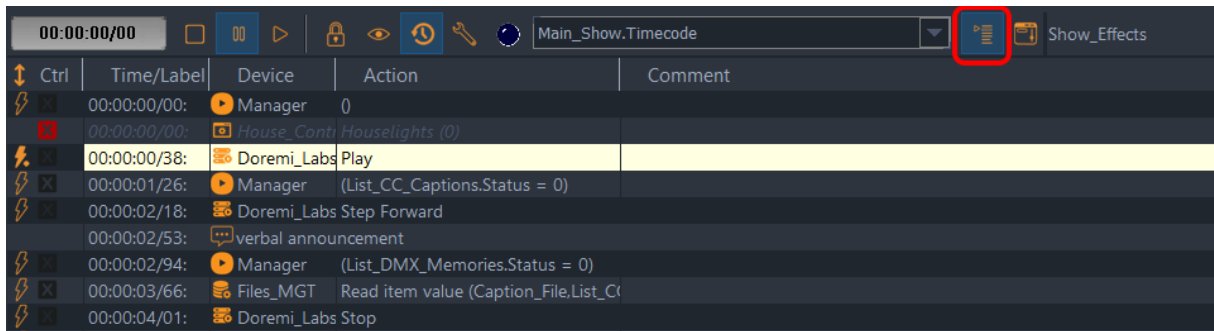 00:00:00/00 Main_Show.Timecode Show_Effects
Ctrl Time/Label Device Action Comment
00:00:00/00: Manager ()
00:00:00/00: House_Contr Houselights (0)
00:00:00/38: Doremi_Labs Play
00:00:01/26: Manager (List_CC_Captions.Status = 0)
00:00:02/18: Doremi_Labs Step Forward
00:00:02/53: verbal announcement
00:00:02/94: Manager (List_DMX_Memories.Status = 0)
00:00:03/66: Files_MGT Read item value (Caption_File,List_C
00:00:04/01: Doremi_Labs Stop